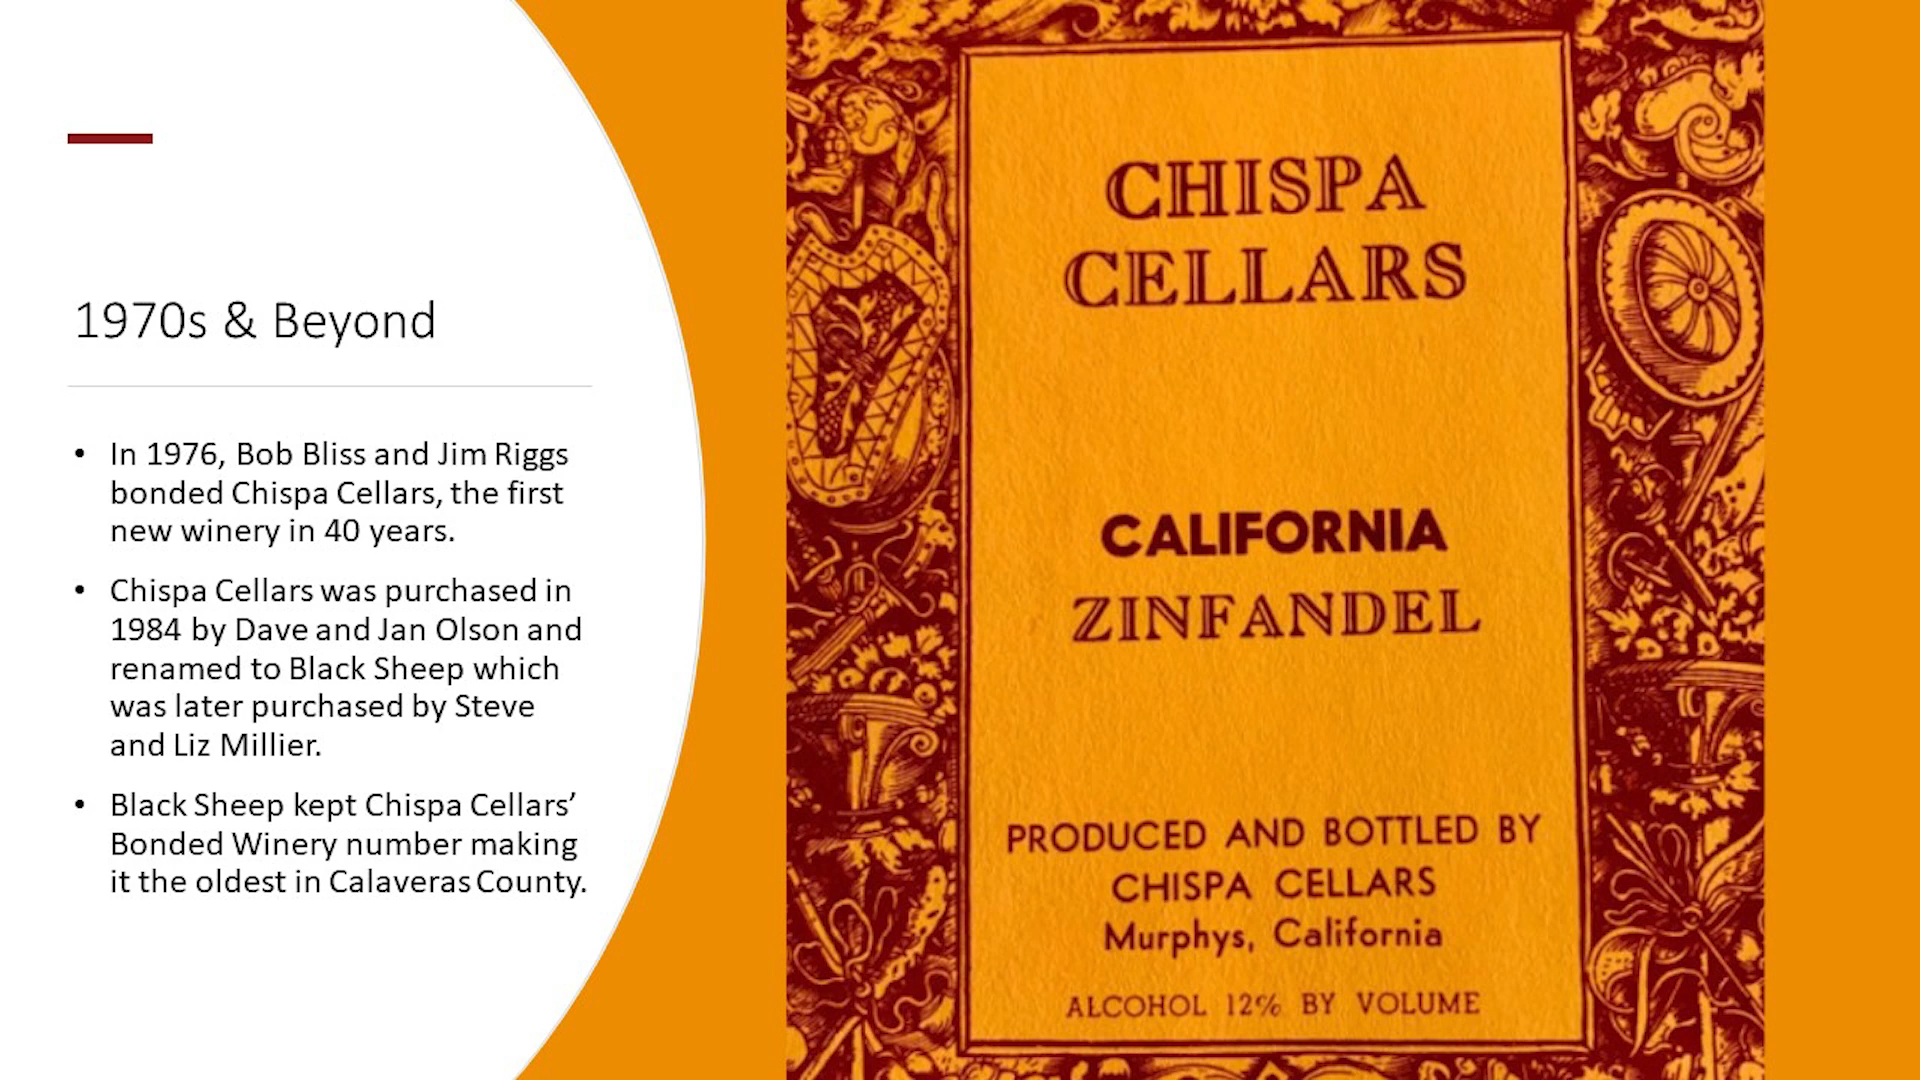 1970s & Beyond
• In 1976, Bob Bliss and Jim Riggs
bonded Chispa Cellars, the first
new winery in 40 years.
• Chispa Cellars was purchased in
1984 by Dave and Jan Olson and
renamed to Black Sheep which
was later purchased by Steve
and Liz Millier.
• Black Sheep kept Chispa Cellars’
Bonded Winery number making
it the oldest in Calaveras County.
CHISPA
CELLARS
CALIFORNIA
ZINFANDEL
PRODUCED AND BOTTLED BY
CHISPA CELLARS
Murphys, California
ALCOHOL 12% BY VOLUME